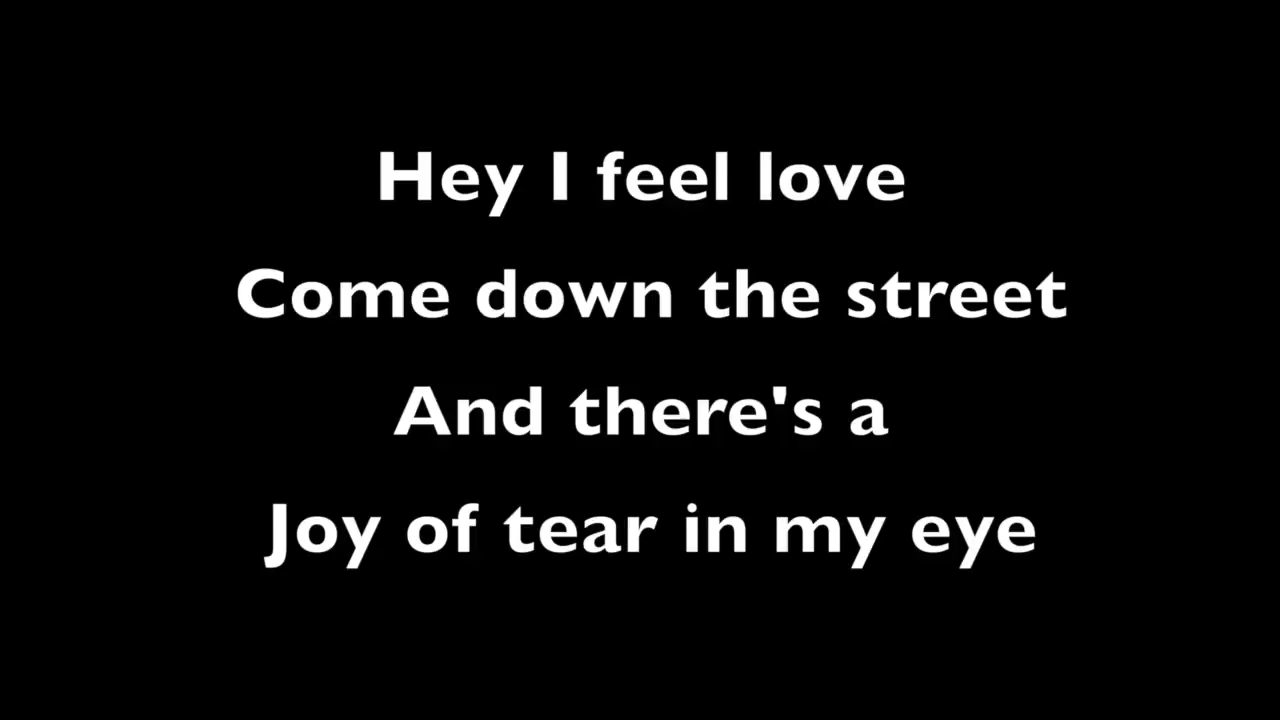 Hey I feel love
Come down the street
And there's a
Joy of tear in my eye